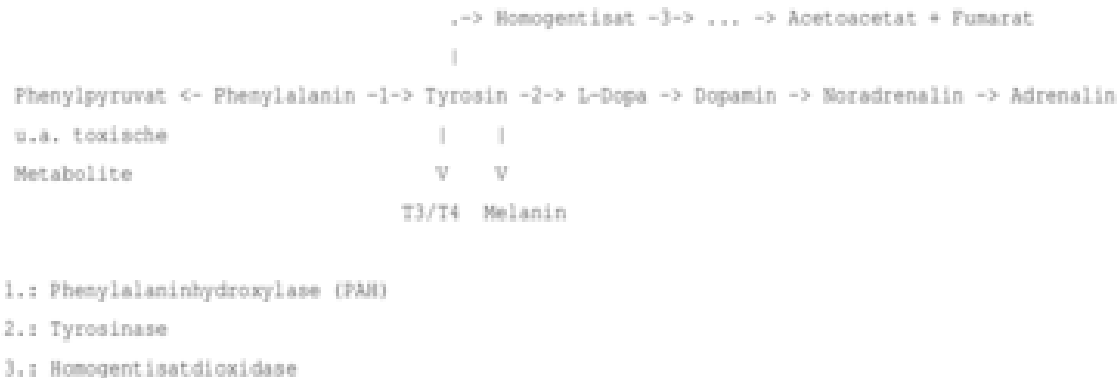 .-> Homogentisat -3-> ... -> Acetoacetat + Fumarat
|
Phenylpyruvat <- Phenylalanin -1-> Tyrosin -2-> L-Dopa -> Dopamin -> Noradrenalin -> Adrenalin
u.a. toxische | |
Metabolite V V
T3/T4 Melanin
1.: Phenylalaninhydroxylase (PAH)
2.: Tyrosinase
3.: Homogentisatdioxidase